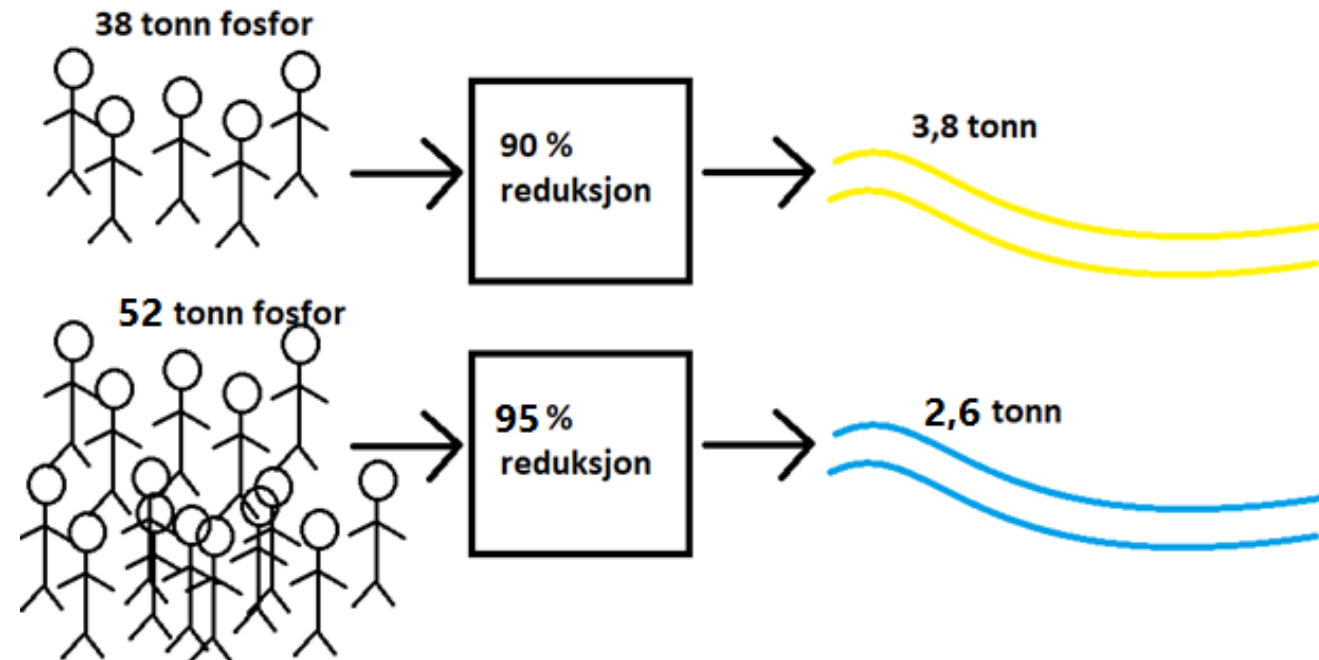 38 tonn fosfor
90 %
reduksjon
3,8 tonn
52 tonn fosfor
95 %
reduksjon
2,6 tonn